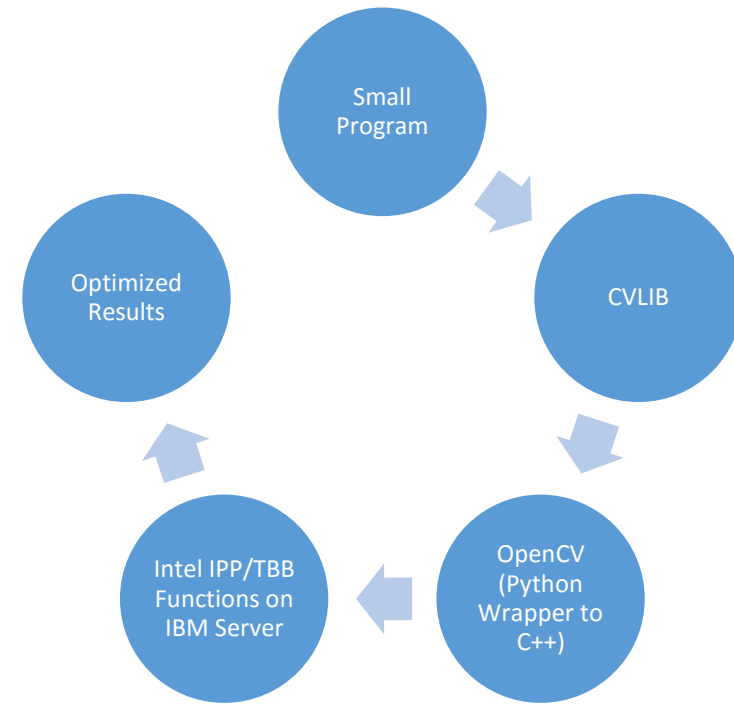 Small
Program
CVLIB
OpenCV
(Python
Wrapper to
C++)
Intel IPP/TBB
Functions on
IBM Server
Optimized
Results